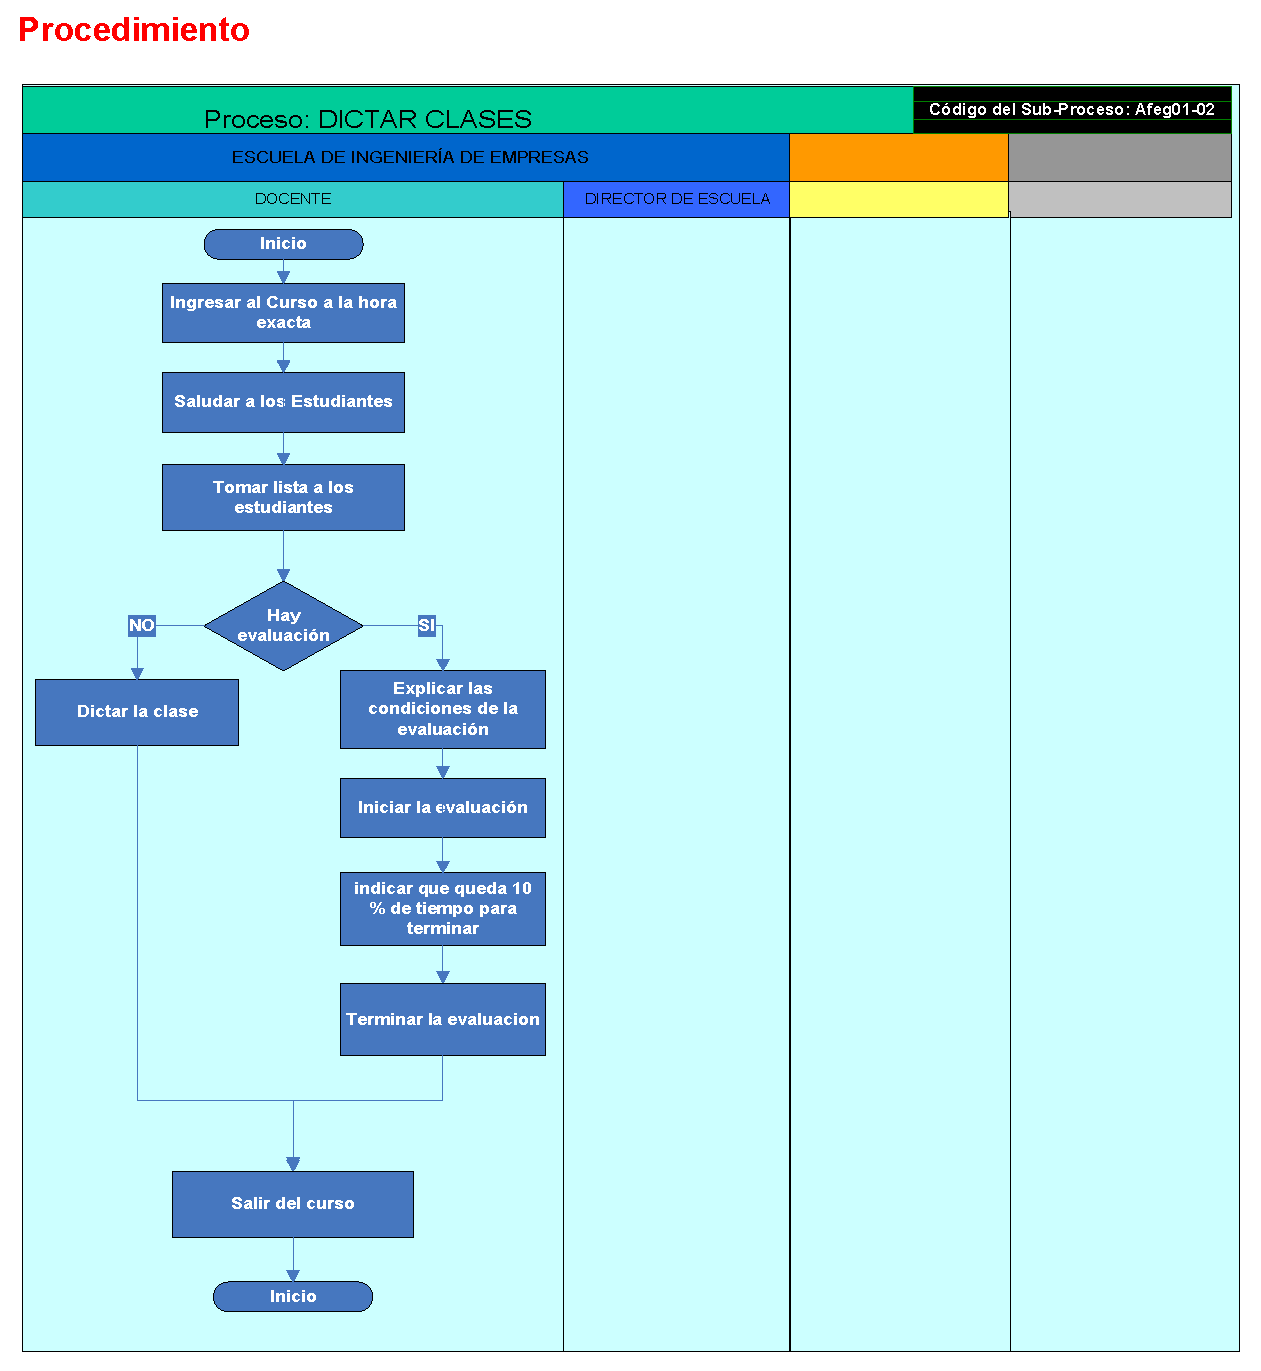 Procedimiento
Proceso: DICTAR CLASES
Código del Sub-Proceso: Afeg01-02
ESCUELA DE INGENIERÍA DE EMPRESAS
DOCENTE
DIRECTOR DE ESCUELA
Inicio
Ingresar al Curso a la hora
exacta
Saludar a los Estudiantes
Tomar lista a los
estudiantes
Hay
evaluación
NO
SI
Dictar la clase
Explicar las
condiciones de la
evaluación
Iniciar la evaluación
indicar que queda 10
% de tiempo para
terminar
Terminar la evaluacion
Salir del curso
Inicio